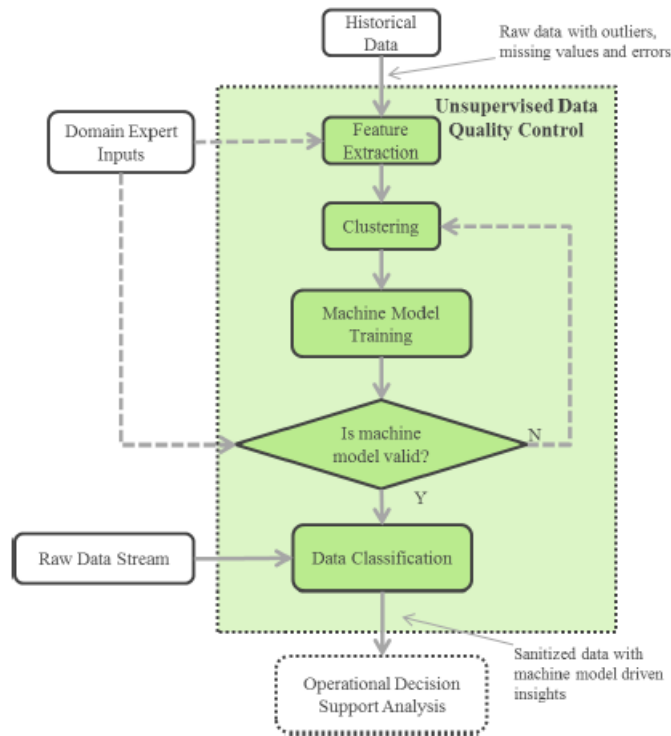 Historical
Data
Raw data with outliers,
missing values and errors
Unsupervised Data
Quality Control
Domain Expert
Inputs
Feature
Extraction
Clustering
Machine Model
Training
Is machine
model valid?
N
Y
Raw Data Stream
Data Classification
Sanitized data with
machine model driven
insights
Operational Decision
Support Analysis